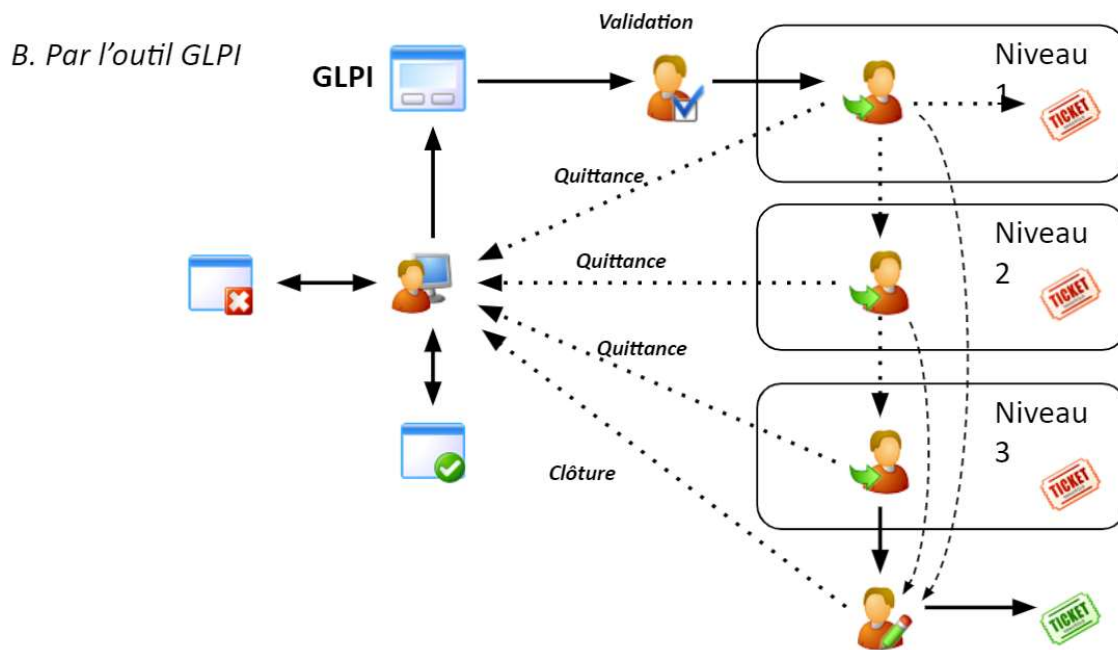 B. Par l'outil GLPI
Validation
GLPI
Niveau
1
TICKET
Quittance
Niveau
2
Quittance
TICKET
Quittance
Niveau
3
Clôture
TICKET
TICKET